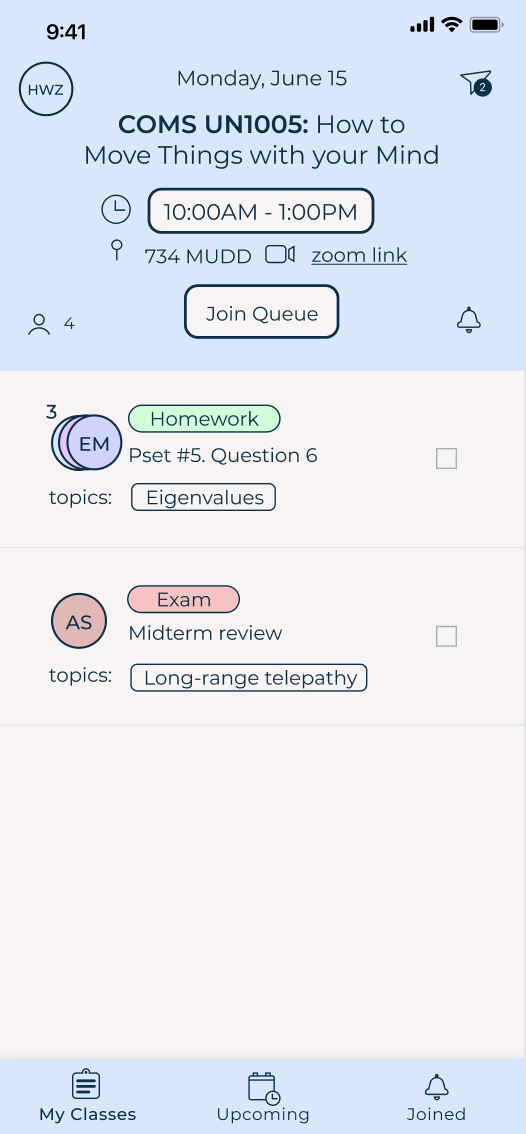 9:41
HWZ
Monday, June 15
2
COMS UN1005: How to
Move Things with your Mind
10:00AM - 1:00PM
734 MUDD zoom link
Join Queue
4
3
EM
Homework
Pset #5. Question 6
topics: Eigenvalues
Exam
AS
Midterm review
topics: Long-range telepathy
My Classes Upcoming Joined